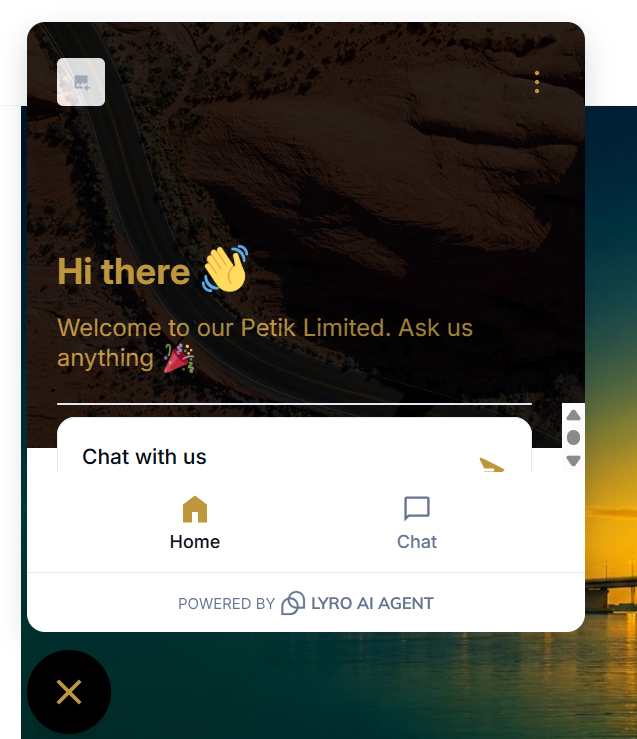 Hi there 👋
Welcome to our Petik Limited. Ask us
anything 🎉
Chat with us
Home
Chat
POWERED BY LYRO AI AGENT